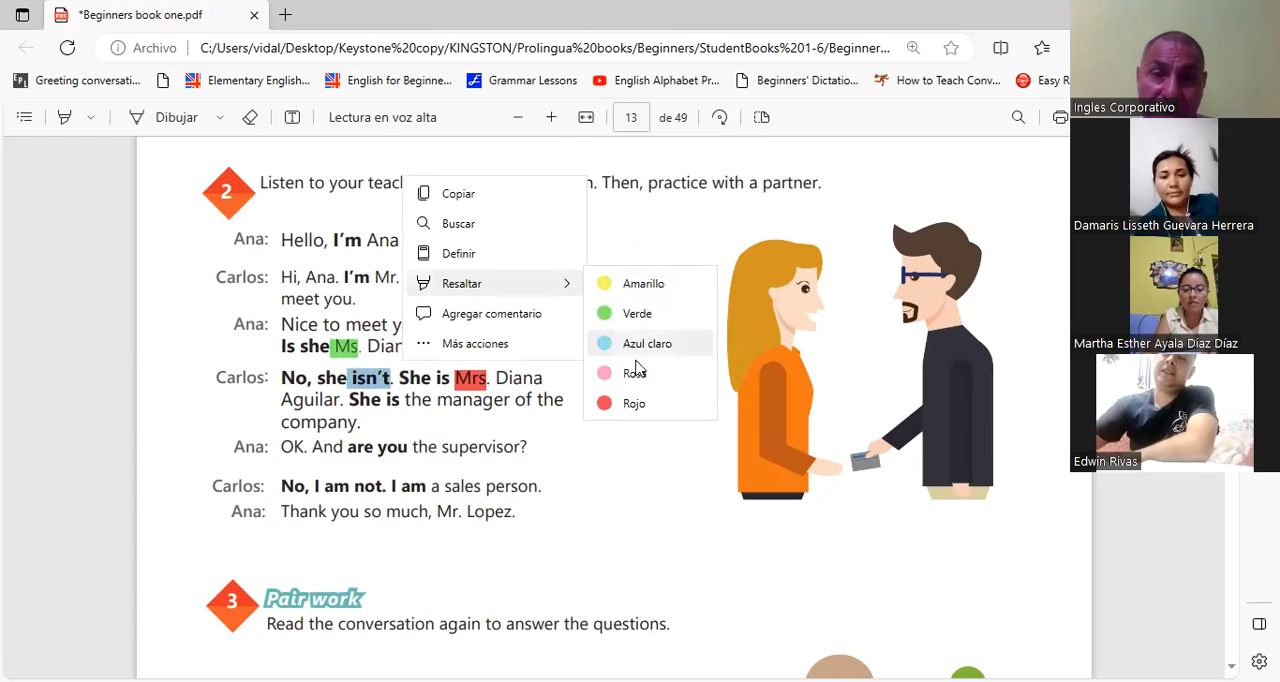 *Beginners book one.pdf
Archivo
C:/Users/vidal/Desktop/Keystone%20copy/KINGSTON/Prolingua%20books/Beginners/StudentBooks%201-6/Beginner...
Greeting conversati...
Elementary English...
English for Beginne...
Grammar Lessons
English Alphabet Pr...
Beginners' Dictatio...
How to Teach Conv...
Easy R
Dibujar
Lectura en voz alta
13
de 49
2
Listen to your teac
n. Then, practice with a partner.
Ana: Hello, I'm Ana
Carlos: Hi, Ana. I'm Mr.
meet you.
Ana: Nice to meet y
Is she Ms. Dian
Carlos: No, she isn't. She is Mrs. Diana
Aguilar. She is the manager of the
company.
Ana: OK. And are you the supervisor?
Carlos: No, I am not. I am a sales person.
Ana: Thank you so much, Mr. Lopez.
Copiar
Buscar
Definir
Resaltar
Agregar comentario
Más acciones
Amarillo
Verde
Azul claro
Rosa
Rojo
3
Pair work
Read the conversation again to answer the questions.
Ingles Corporativo
Damaris Lisseth Guevara Herrera
Martha Esther Ayala Diaz Díaz
Edwin Rivas